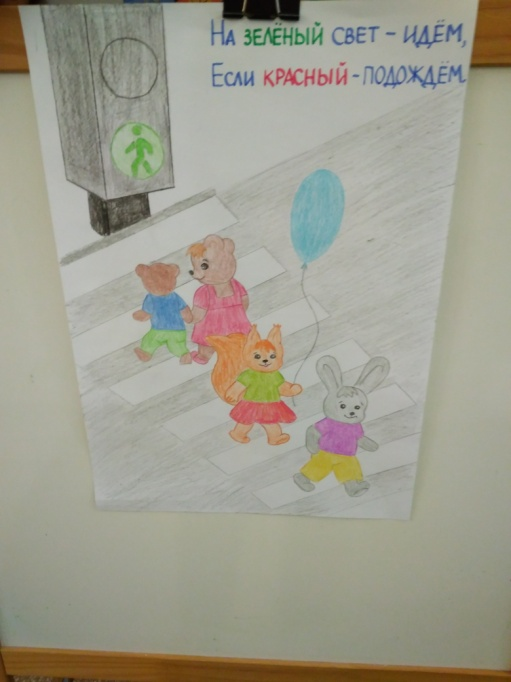 На ЗЕЛЁНЫЙ СВЕТ - ИДЁМ,
Если КРАСНЫЙ - ПОДОЖДЁМ.